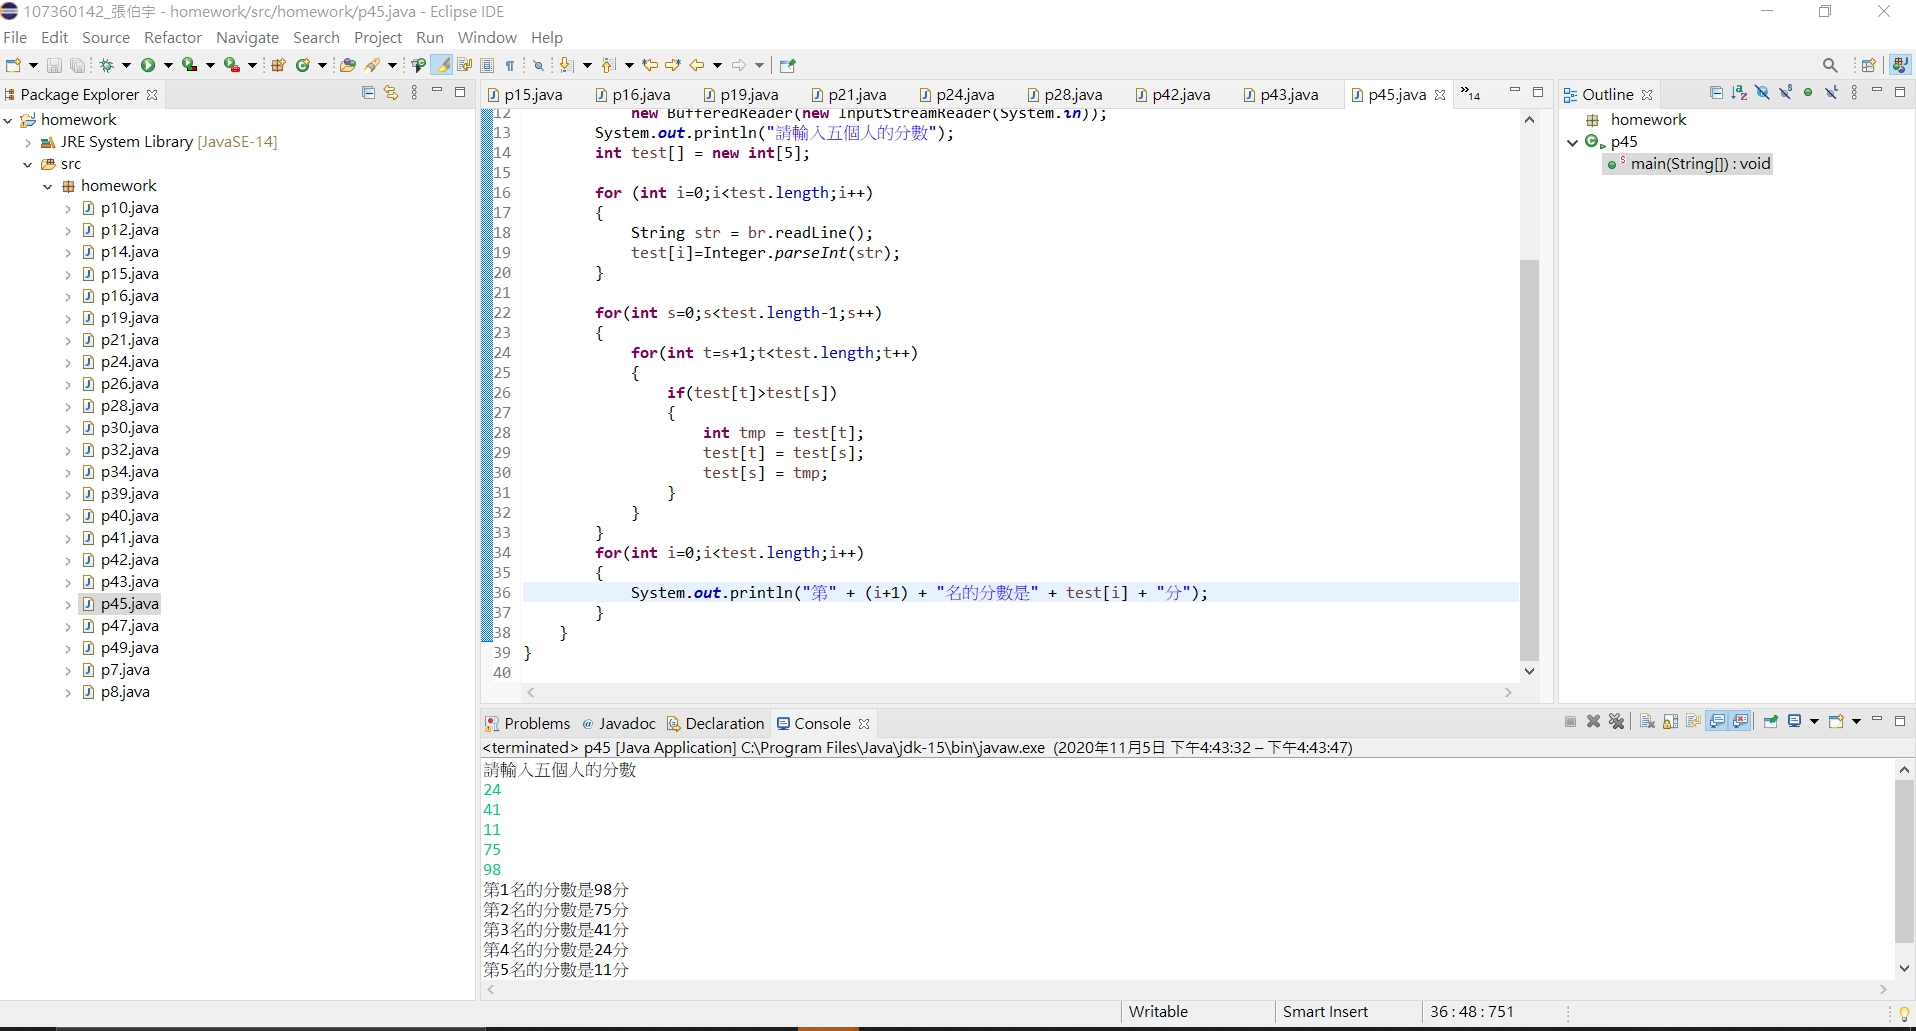 107360142_張伯宇 - homework/src/homework/p45.java - Eclipse IDE
File Edit Source Refactor Navigate Search Project Run Window Help
Package Explorer
homework
JRE System Library [JavaSE-14]
src
homework
p10.java
p12.java
p14.java
p15.java
p16.java
p19.java
p21.java
p24.java
p26.java
p28.java
p30.java
p32.java
p34.java
p39.java
p40.java
p41.java
p42.java
p43.java
p45.java
p47.java
p49.java
p7.java
p8.java
p15.java p16.java p19.java p21.java p24.java p28.java p42.java p43.java p45.java »14
12 new BufferedReader(new InputStreamReader(System.in));
13 System.out.println("請輸入五個人的分數");
14 int test[] = new int[5];
15
16 for (int i=0;i<test.length;i++)
17 {
18 String str = br.readLine();
19 test[i]=Integer.parseInt(str);
20 }
21
22 for(int s=0;s<test.length-1;s++)
23 {
24 for(int t=s+1;t<test.length;t++)
25 {
26 if(test[t]>test[s])
27 {
28 int tmp = test[t];
29 test[t] = test[s];
30 test[s] = tmp;
31 }
32 }
33 }
34 for(int i=0;i<test.length;i++)
35 {
36 System.out.println("第" + (i+1) + "名的分數是" + test[i] + "分");
37 }
38 }
39 }
40
Outline
homework
p45
main(String[]) : void
Problems @ Javadoc Declaration Console
<terminated> p45 [Java Application] C:\Program Files\Java\jdk-15\bin\javaw.exe (2020年11月5日 下午4:43:32 – 下午4:43:47)
請輸入五個人的分數
24
41
11
75
98
第1名的分數是98分
第2名的分數是75分
第3名的分數是41分
第4名的分數是24分
第5名的分數是11分
Writable Smart Insert 36 : 48 : 751